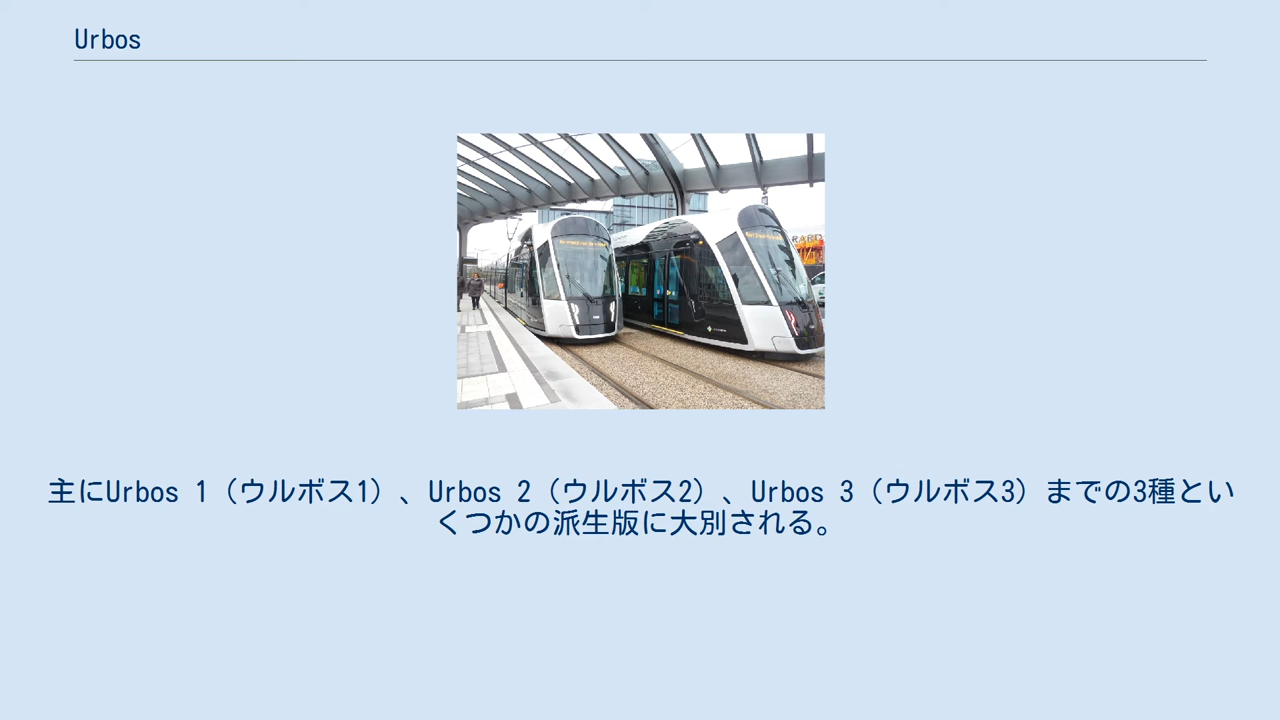 Urbos
主にUrbos 1（ウルボス1）、Urbos 2（ウルボス2）、Urbos 3（ウルボス3）までの3種とい
くつかの派生版に大別される。